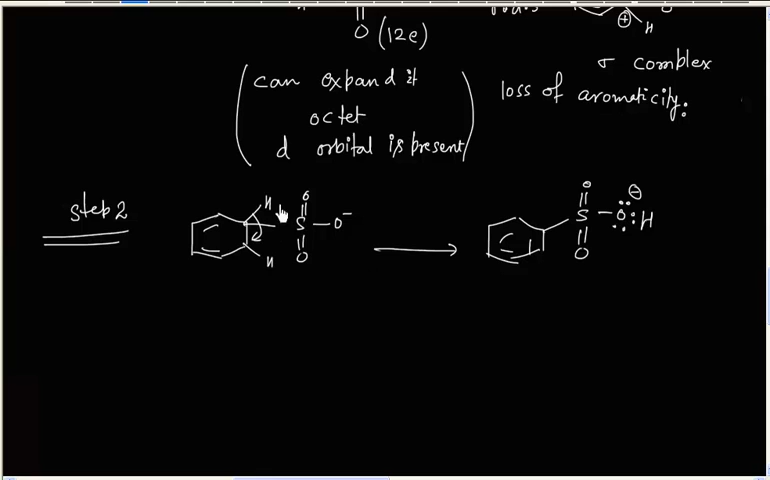 O (12e)
⊕ H
σ complex
(can expand it
octet
d orbital is present)
loss of aromaticity.
step 2
H O
S — O⁻
O
H
O ⊖
S — O H
O